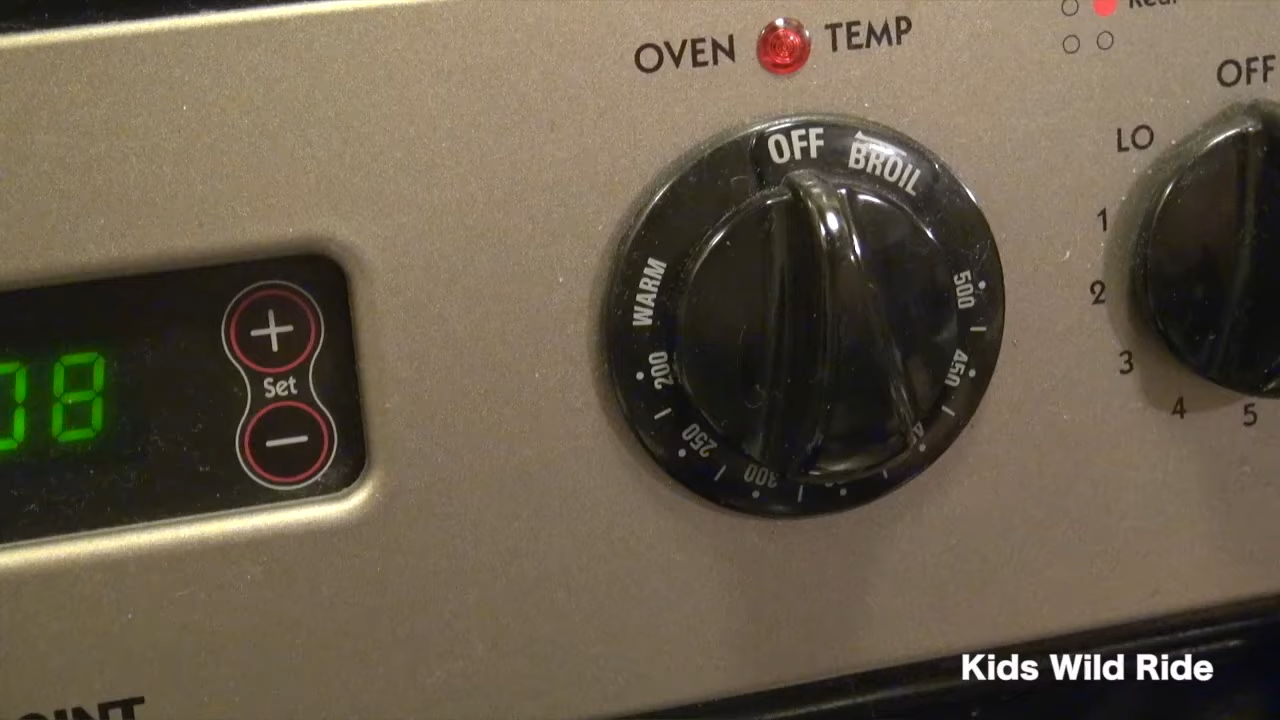 OVEN TEMP
OFF
OFF BROIL
LO
1
2
3
4
5
WARM
200
250
300
450
500
+
Set
−
08
Kids Wild Ride